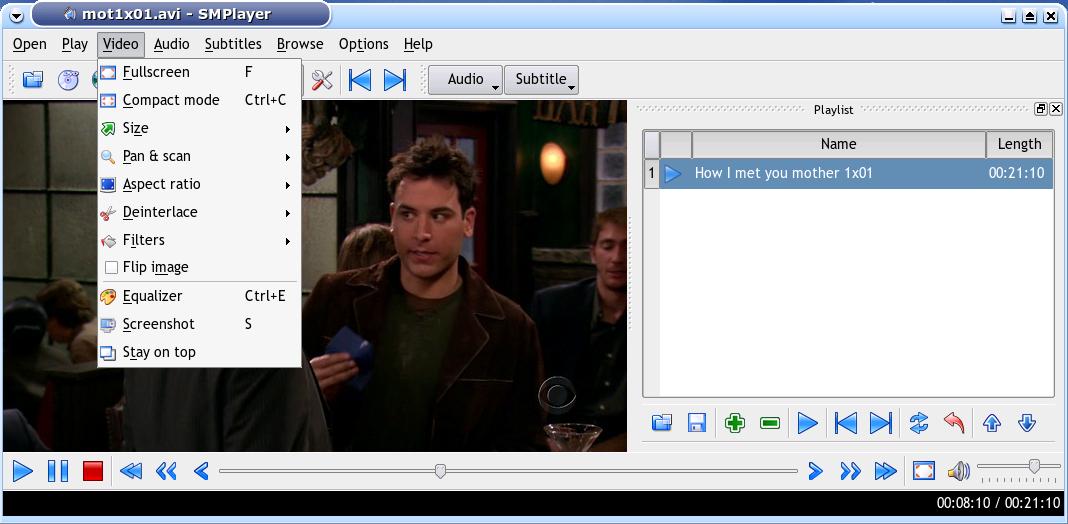 mot1x01.avi - SMPlayer
Open Play Video Audio Subtitles Browse Options Help
Audio Subtitle
Fullscreen F
Compact mode Ctrl+C
Size
Pan & scan
Aspect ratio
Deinterlace
Filters
Flip image
Equalizer Ctrl+E
Screenshot S
Stay on top
Playlist
Name Length
1 How I met you mother 1x01 00:21:10
00:08:10 / 00:21:10